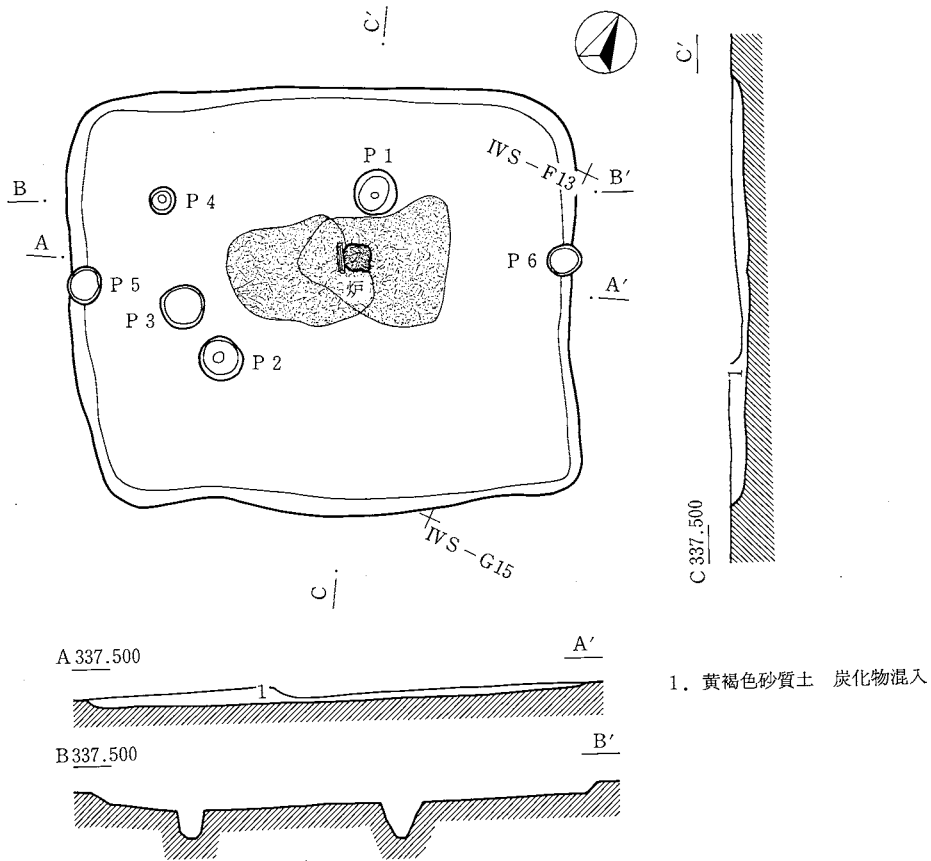 C′
C′
P 1
ⅣS－F13
B
B′
P 4
A
P 6
A′
P 5
炉
P 3
P 2
1
ⅣS－G15
C 337.500
C
A 337.500
A′
1
1. 黄褐色砂質土 炭化物混入
B 337.500
B′